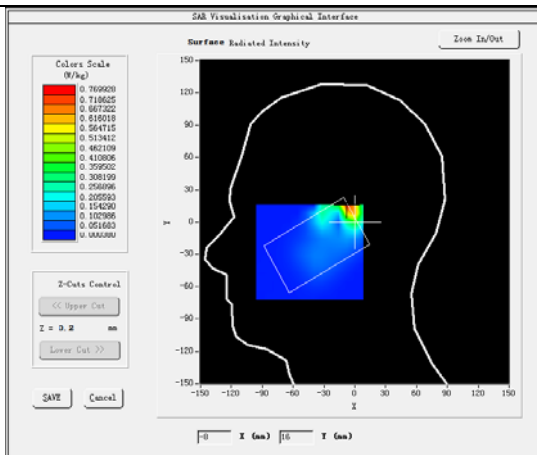 SAR Visualisation Graphical Interface
Surface Radiated Intensity
Zoom In/Out
Colors Scale
(W/kg)
0.769928
0.718625
0.667322
0.616018
0.564715
0.513412
0.462109
0.410806
0.359502
0.308199
0.256896
0.205593
0.154290
0.102986
0.051683
0.000380
Z-Cuts Control
<< Upper Cut
Z = 3.2 mm
Lower Cut >>
SAVE
Cancel
150
120
90
60
30
0
-30
-60
-90
-120
-150
Y
-150 -120 -90 -60 -30 0 30 60 90 120 150
X
-8 X (mm) 16 Y (mm)